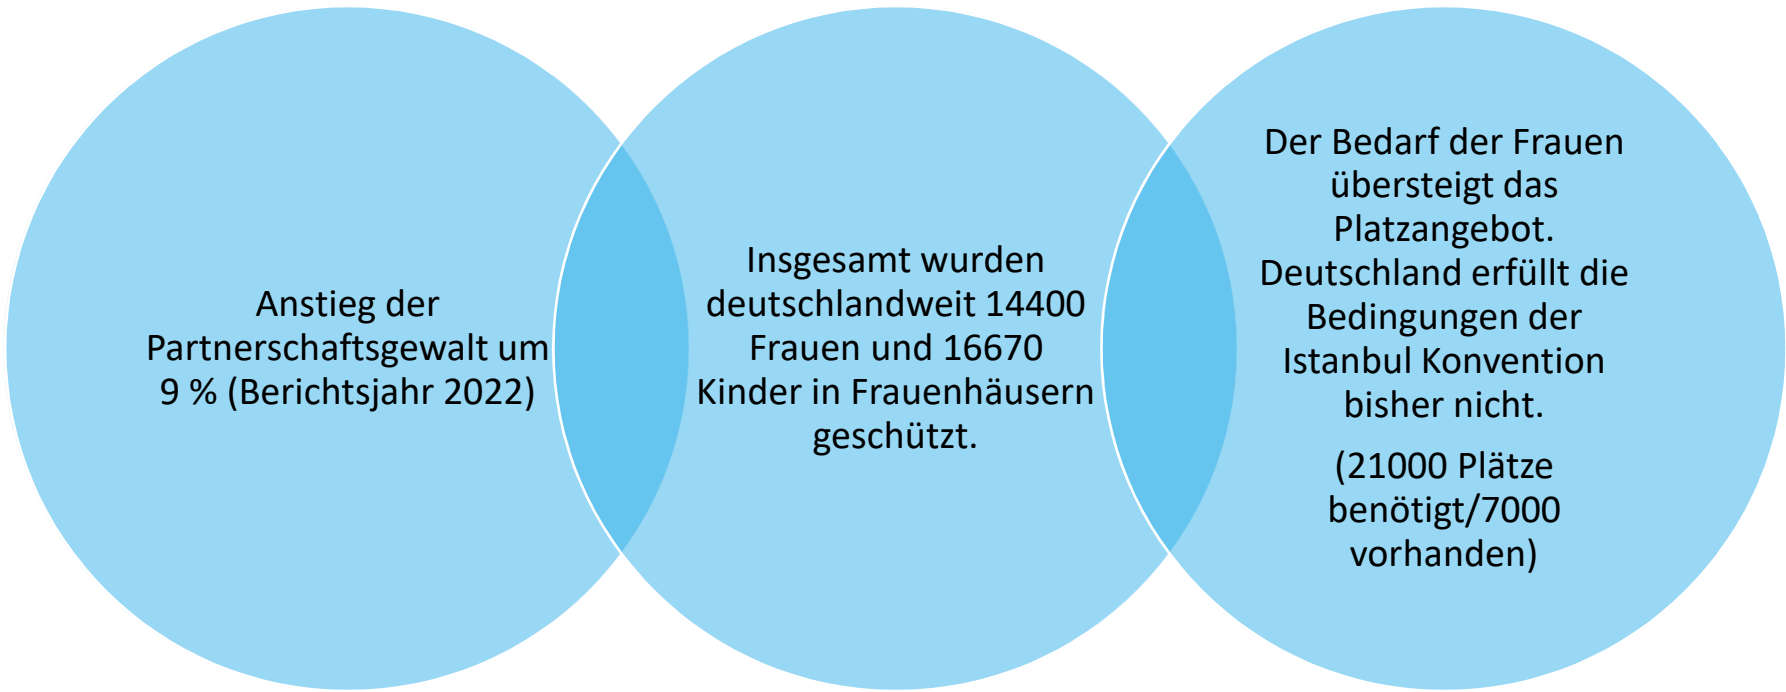 Anstieg der
Partnerschaftsgewalt um
9 % (Berichtsjahr 2022)
Insgesamt wurden
deutschlandweit 14400
Frauen und 16670
Kinder in Frauenhäusern
geschützt.
Der Bedarf der Frauen
übersteigt das
Platzangebot.
Deutschland erfüllt die
Bedingungen der
Istanbul Konvention
bisher nicht.
(21000 Plätze
benötigt/7000
vorhanden)